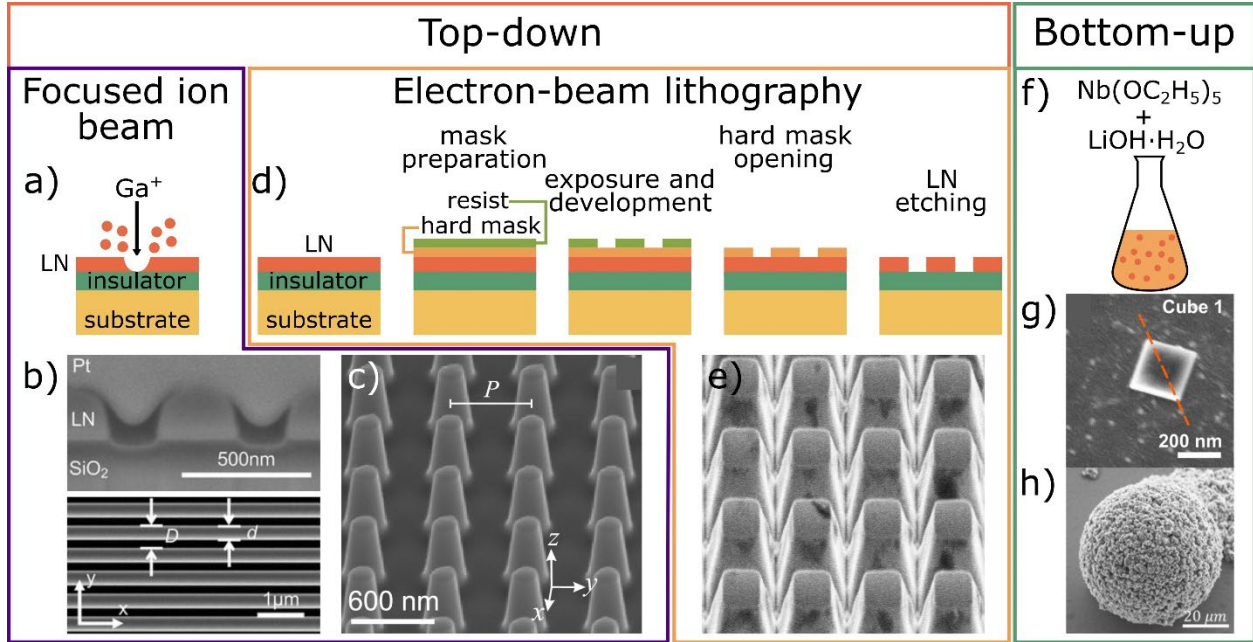 Top-down
Bottom-up
Focused ion
beam
a)
Ga⁺
LN
insulator
substrate
Electron-beam lithography
d)
LN
insulator
substrate
mask
preparation
resist
hard mask
exposure and
development
hard mask
opening
LN
etching
b)
Pt
LN
SiO₂
500nm
D
d
y
x
1μm
c)
P
z
y
x
600 nm
e)
f)
Nb(OC₂H₅)₅
+
LiOH·H₂O
g)
Cube 1
200 nm
h)
20 μm